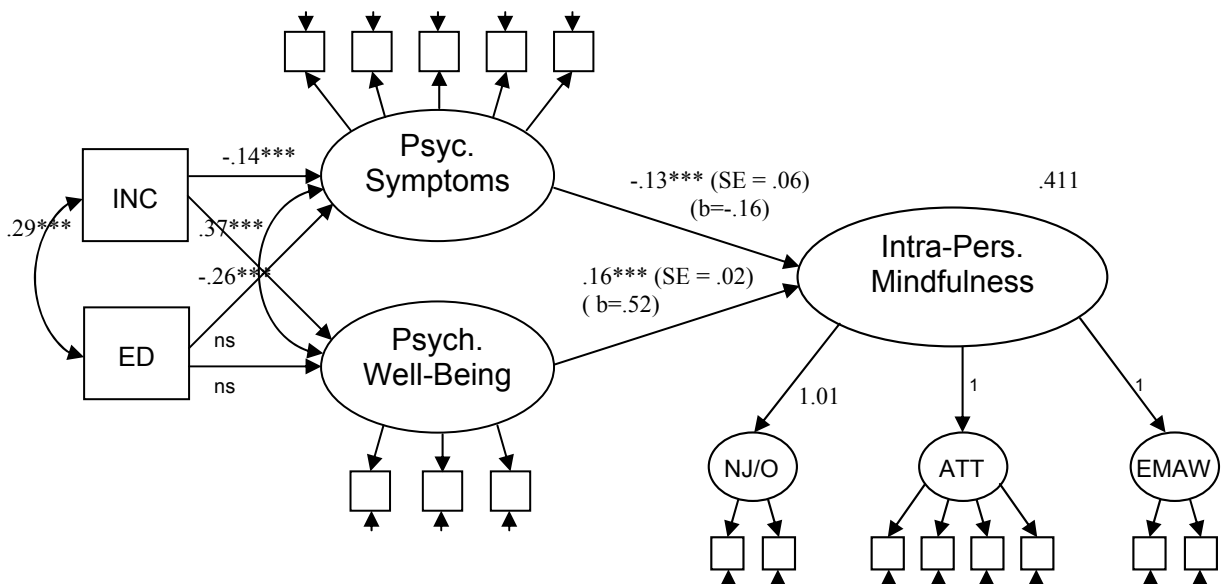 Psyc.
Symptoms
-.14***
INC
.29***
.37***
-.26***
ED
ns
ns
Psych.
Well-Being
-.13*** (SE = .06)
(b=-.16)
.16*** (SE = .02)
( b=.52)
.411
Intra-Pers.
Mindfulness
1.01
1
1
NJ/O
ATT
EMAW